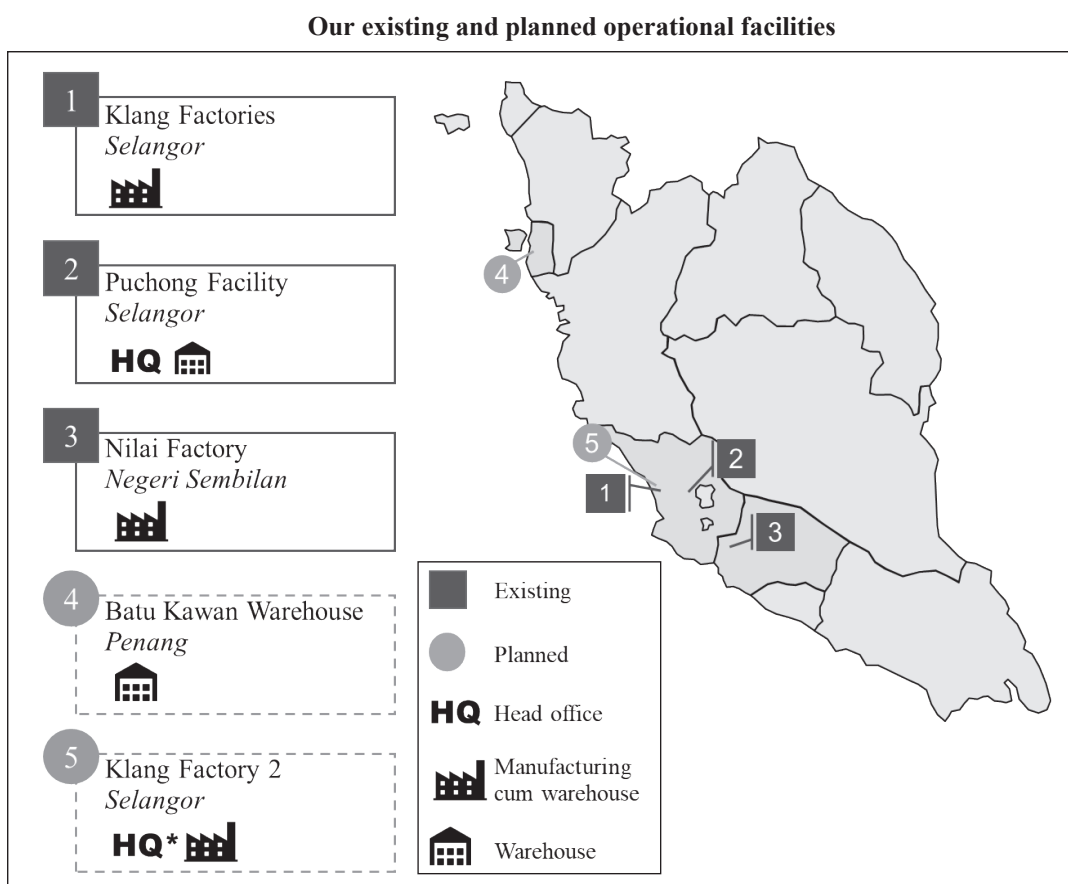 Our existing and planned operational facilities
1
Klang Factories
Selangor
2
Puchong Facility
Selangor
HQ
3
Nilai Factory
Negeri Sembilan
4
Batu Kawan Warehouse
Penang
5
Klang Factory 2
Selangor
HQ*
4
5
2
1
3
Existing
Planned
HQ Head office
Manufacturing
cum warehouse
Warehouse